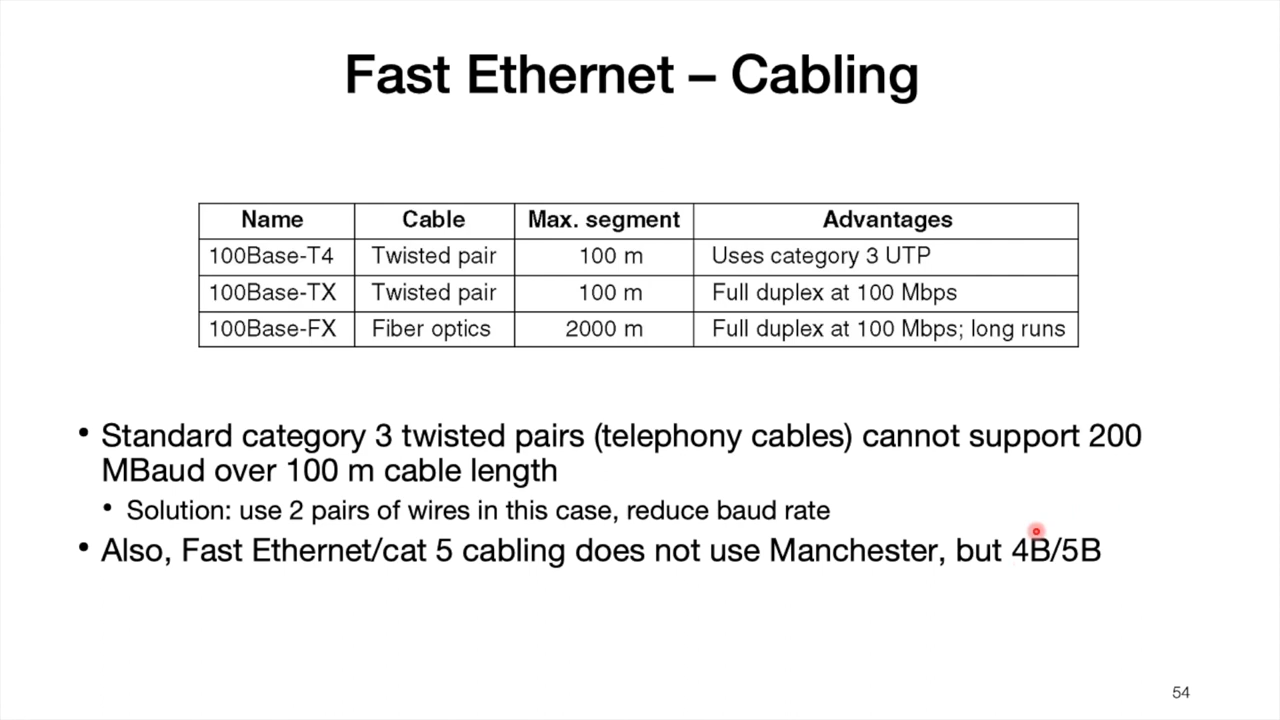 Fast Ethernet – Cabling
Name Cable Max. segment Advantages
100Base-T4 Twisted pair 100 m Uses category 3 UTP
100Base-TX Twisted pair 100 m Full duplex at 100 Mbps
100Base-FX Fiber optics 2000 m Full duplex at 100 Mbps; long runs
• Standard category 3 twisted pairs (telephony cables) cannot support 200
MBaud over 100 m cable length
• Solution: use 2 pairs of wires in this case, reduce baud rate
• Also, Fast Ethernet/cat 5 cabling does not use Manchester, but 4B/5B
54